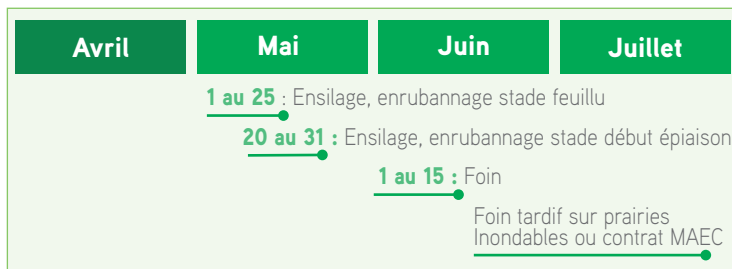 Avril Mai Juin Juillet
1 au 25 : Ensilage, enrubannage stade feuillu
20 au 31 : Ensilage, enrubannage stade début épiaison
1 au 15 : Foin
Foin tardif sur prairies
Inondables ou contrat MAEC